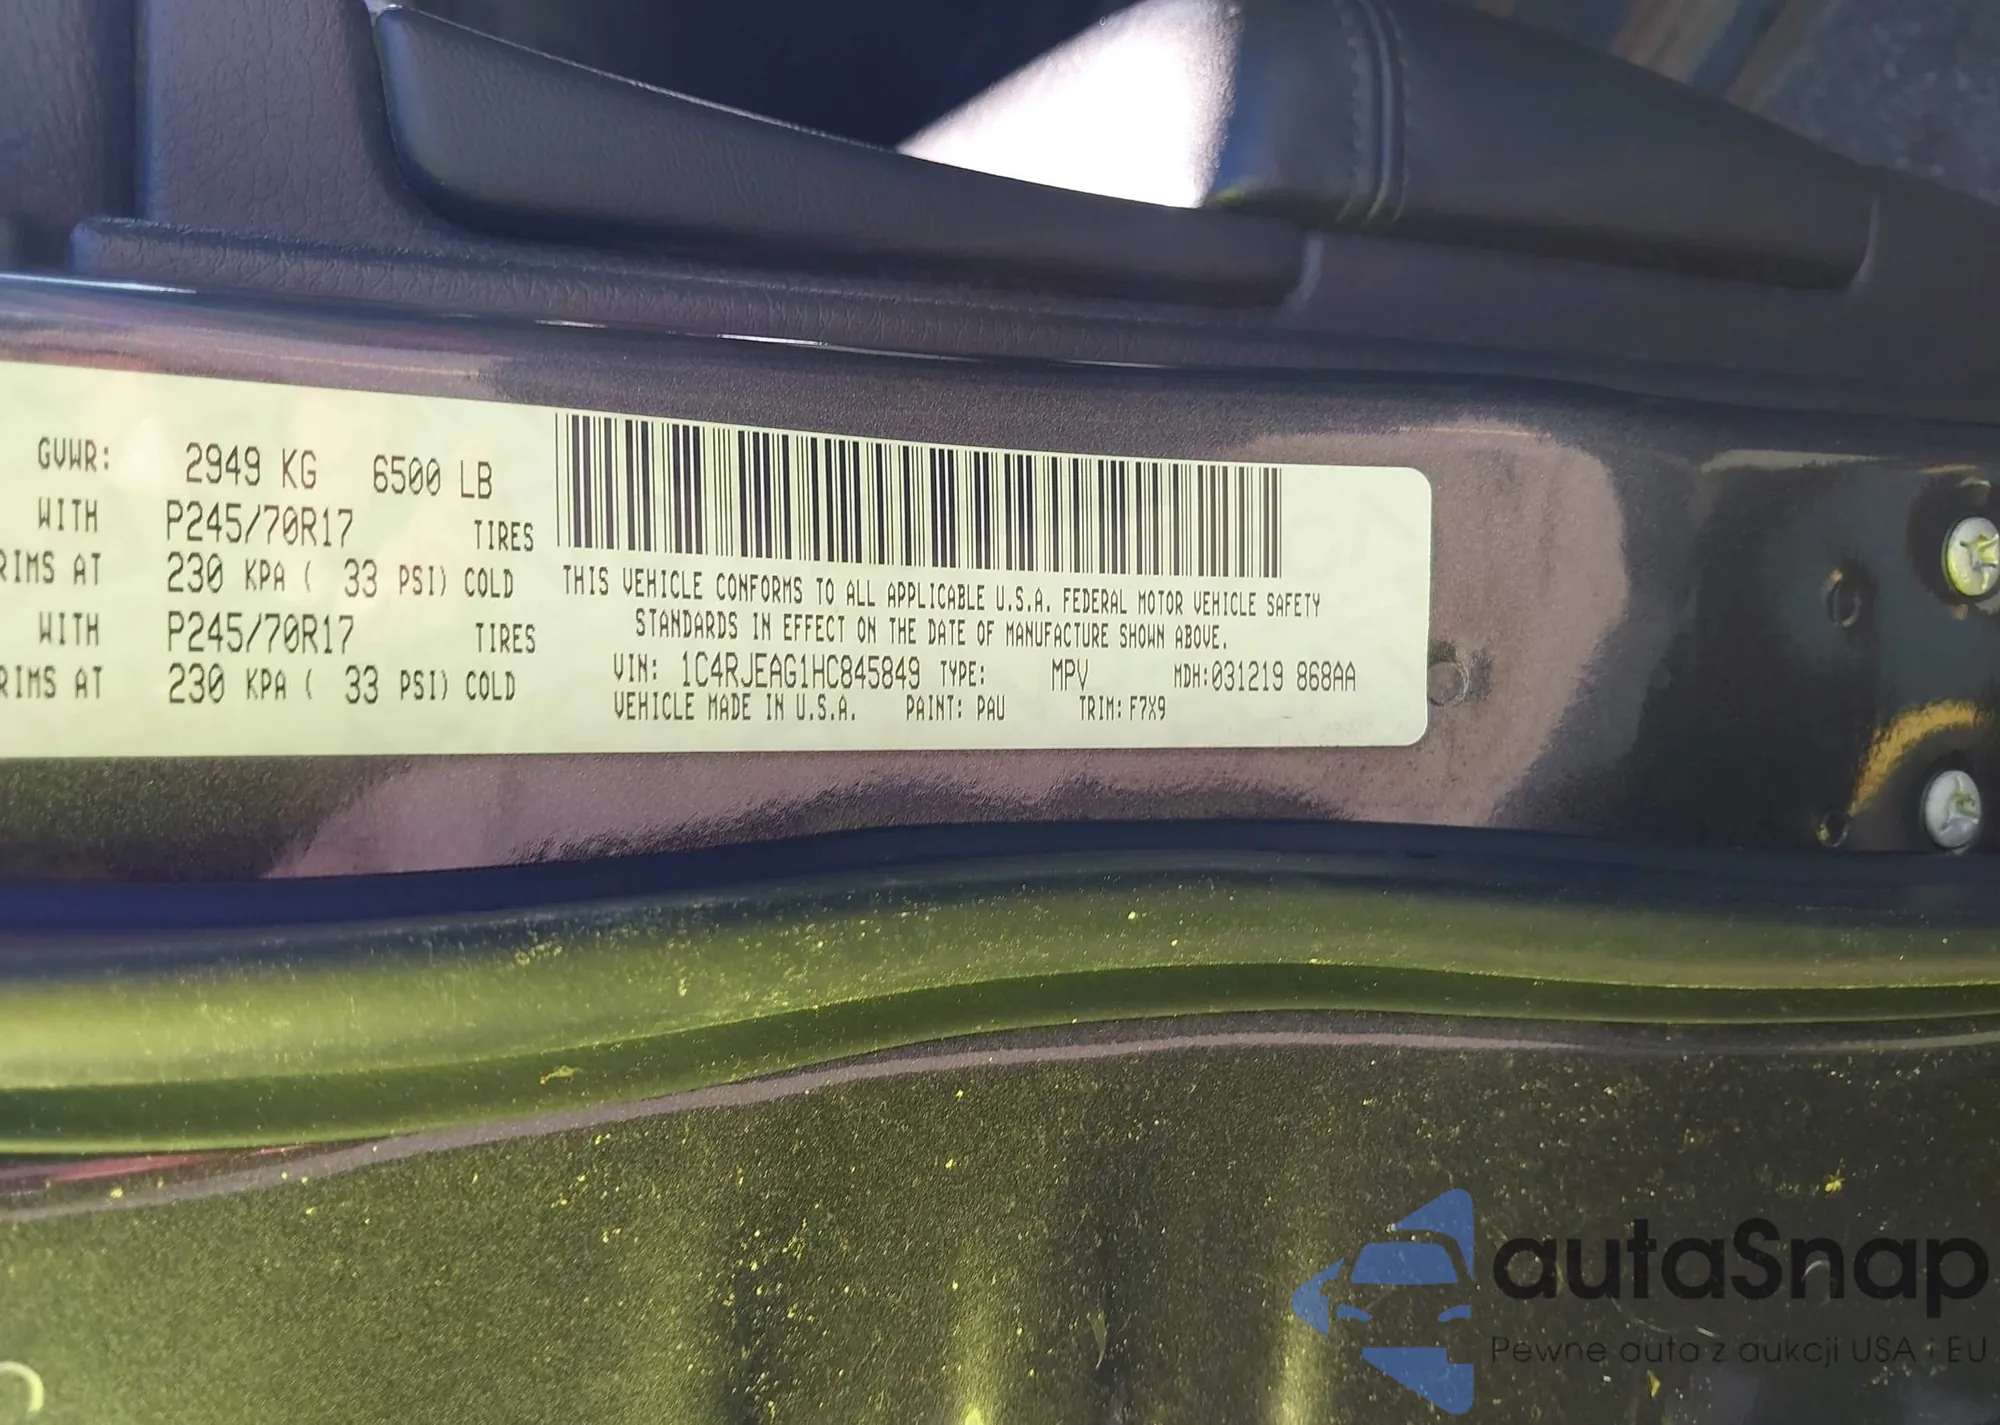 GVWR: 2949 KG 6500 LB
WITH P245/70R17 TIRES
RIMS AT 230 KPA ( 33 PSI) COLD
WITH P245/70R17 TIRES
RIMS AT 230 KPA ( 33 PSI) COLD
THIS VEHICLE CONFORMS TO ALL APPLICABLE U.S.A. FEDERAL MOTOR VEHICLE SAFETY
STANDARDS IN EFFECT ON THE DATE OF MANUFACTURE SHOWN ABOVE.
VIN: 1C4RJEAG1HC845849 TYPE: MPV MDH:031219 868AA
VEHICLE MADE IN U.S.A. PAINT: PAU TRIM: F7X9
autaSnap
Pewne auta z aukcji USA i EU